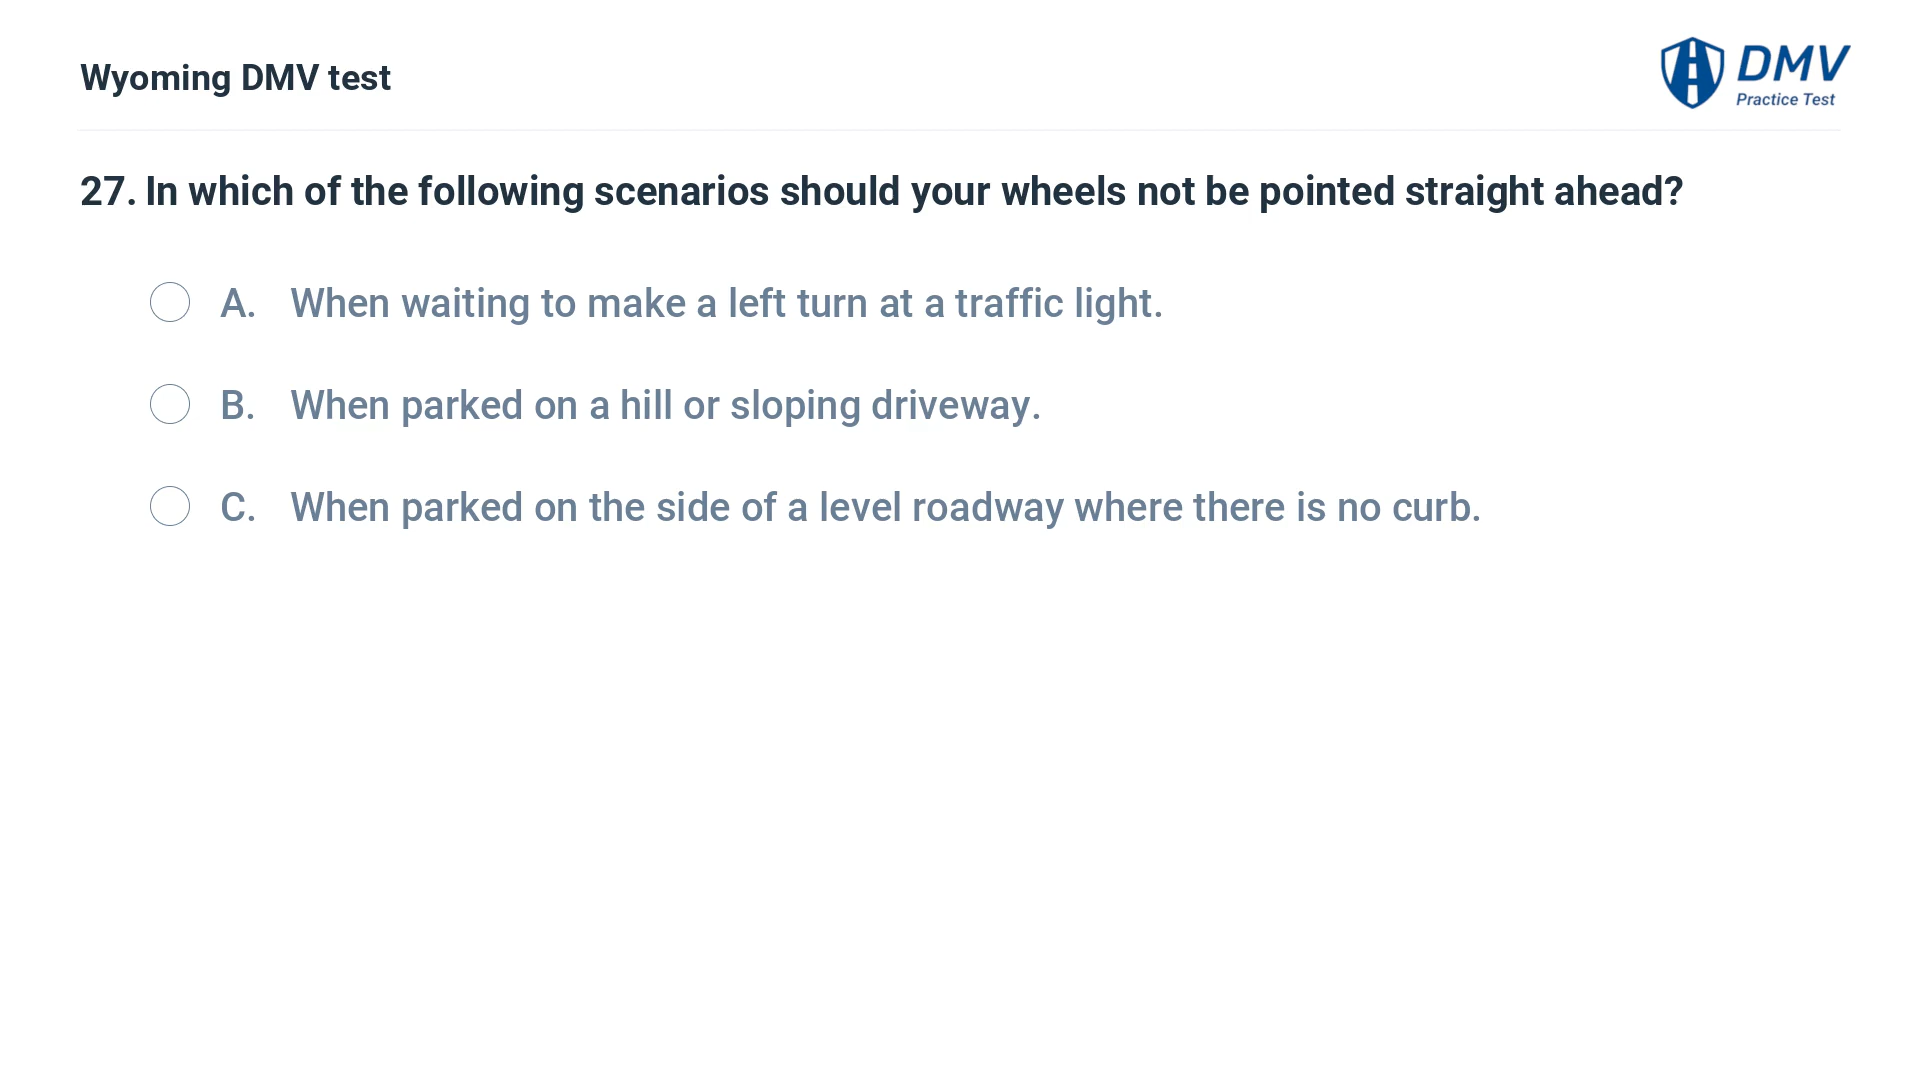 Wyoming DMV test
DMV
Practice Test
27. In which of the following scenarios should your wheels not be pointed straight ahead?
A. When waiting to make a left turn at a traffic light.
B. When parked on a hill or sloping driveway.
C. When parked on the side of a level roadway where there is no curb.